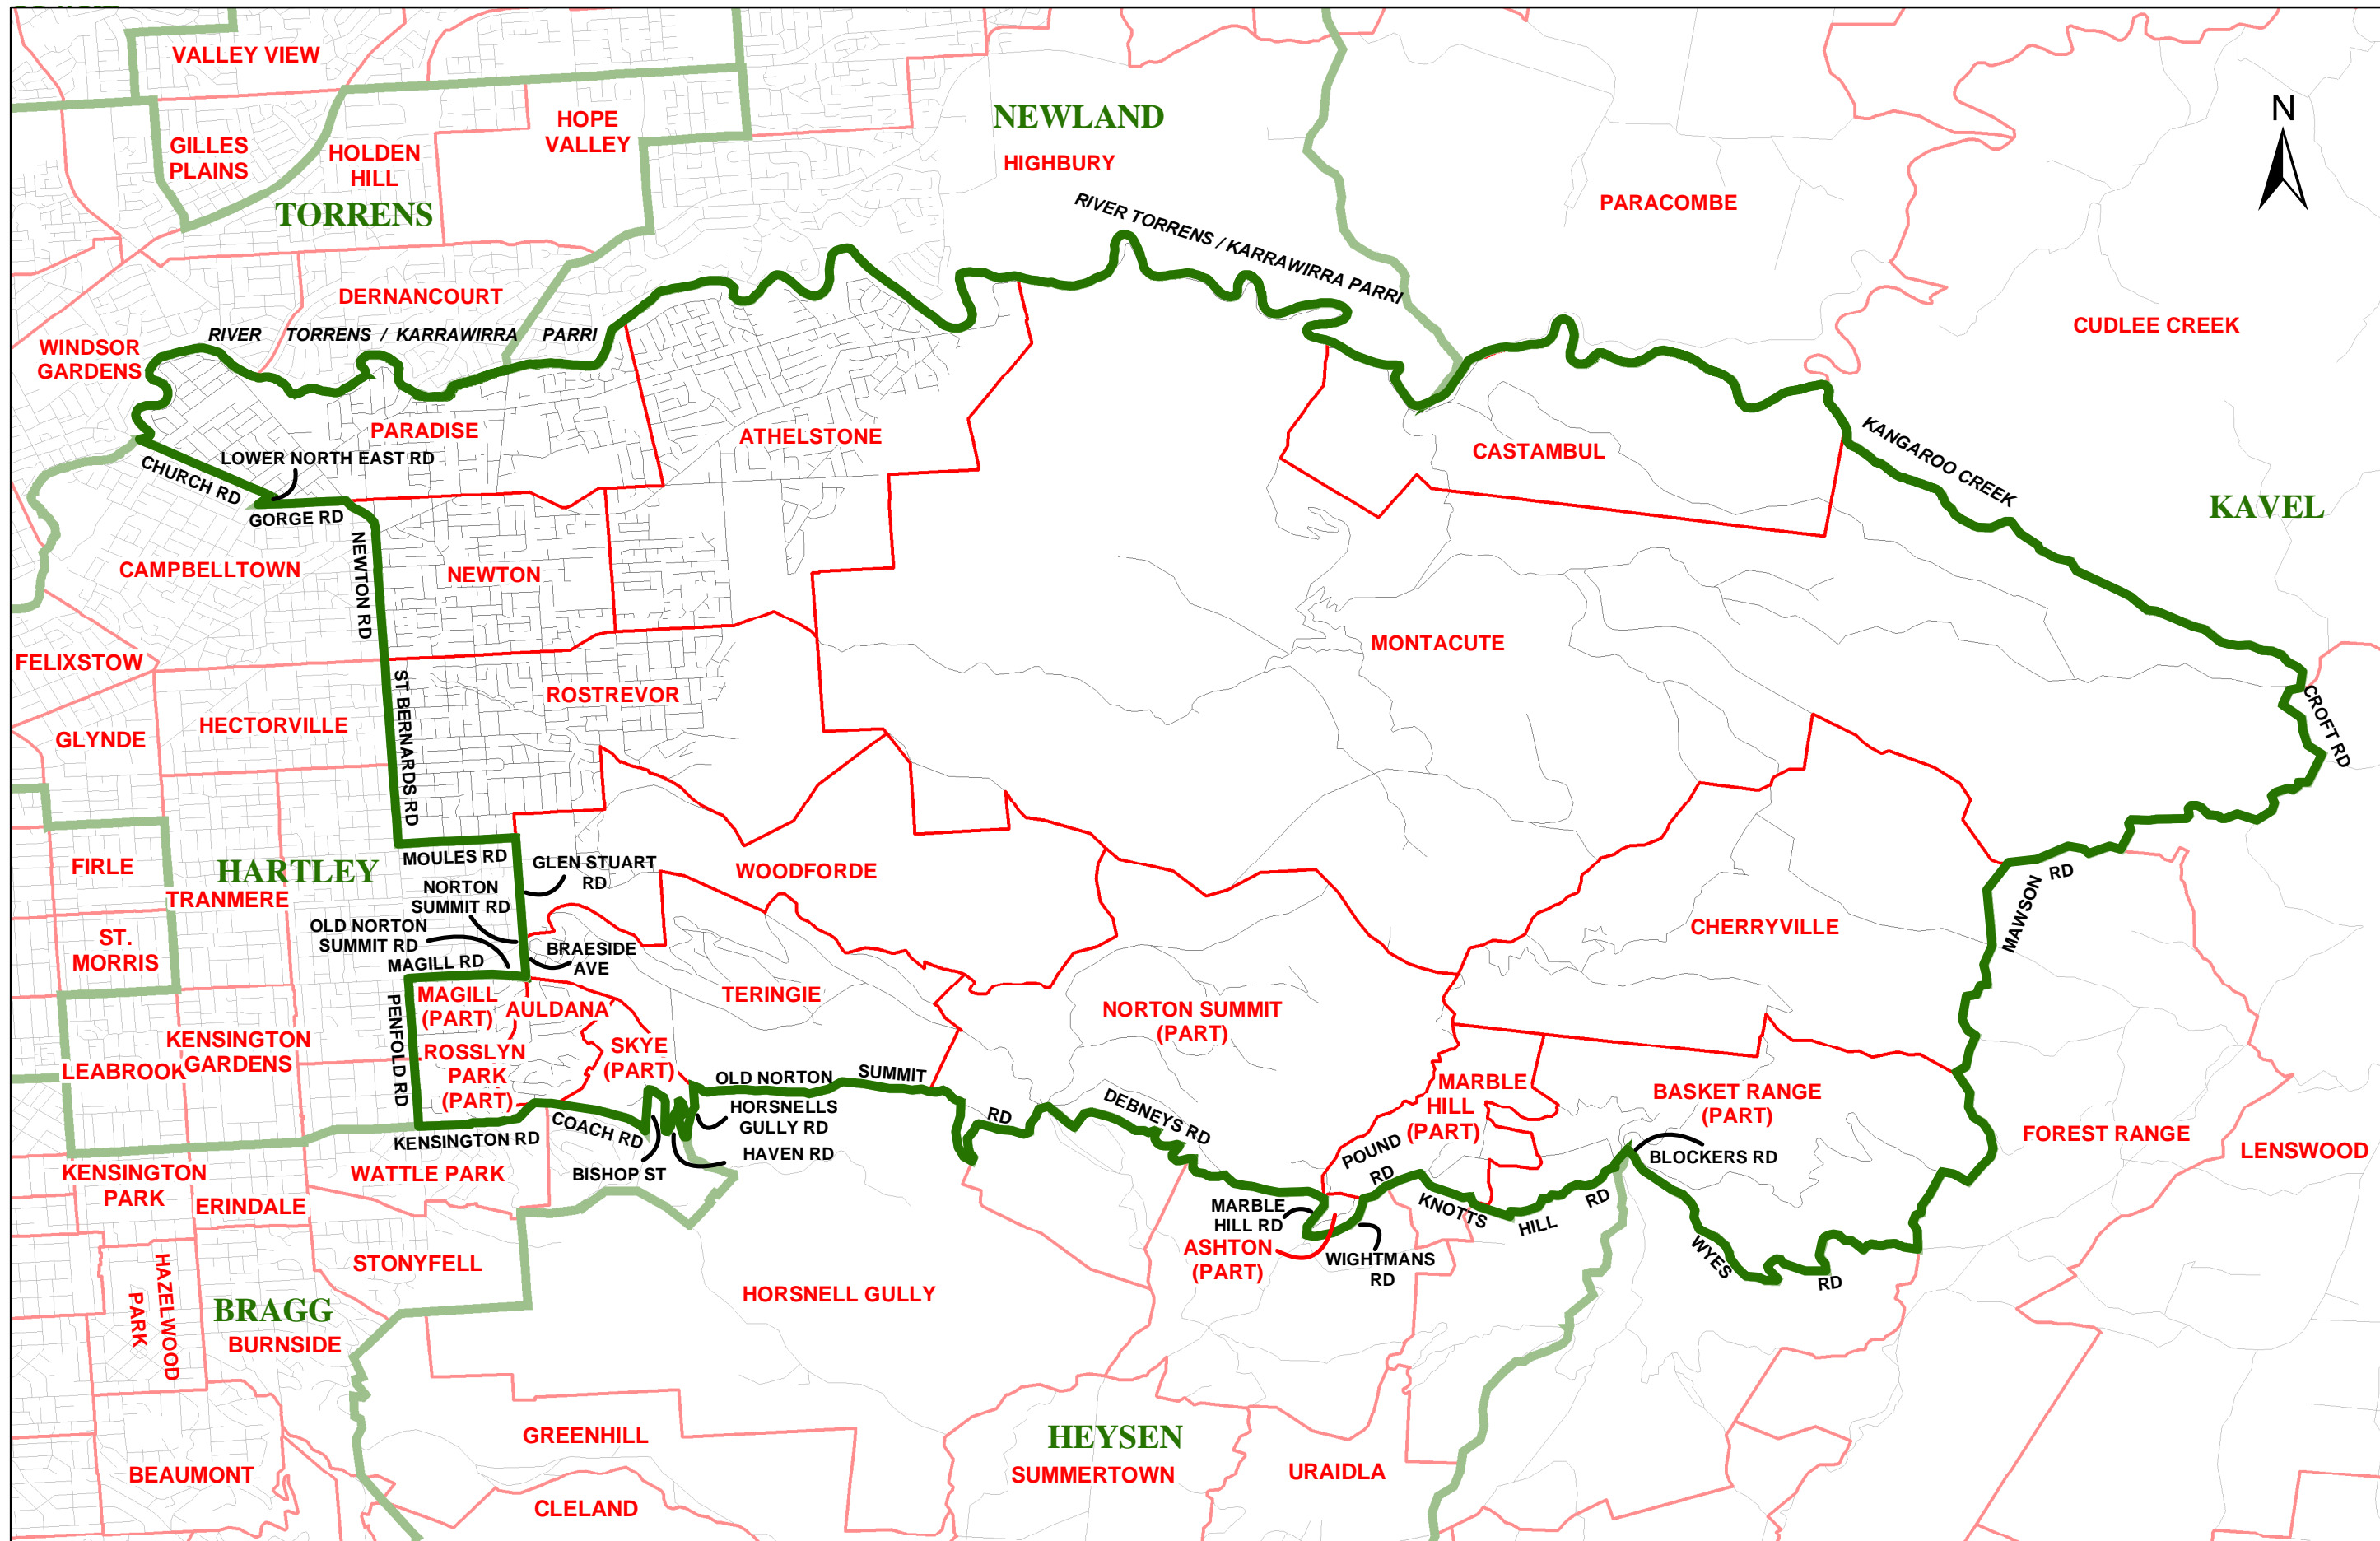 VALLEY VIEW
GILLES
PLAINS
HOLDEN
HILL
HOPE
VALLEY
TORRENS
NEWLAND
HIGHBURY
PARACOMBE
N
CUDLEE CREEK
DERNANCOURT
RIVER TORRENS / KARRAWIRRA PARRI
RIVER TORRENS / KARRAWIRRA PARRI
WINDSOR
GARDENS
PARADISE
LOWER NORTH EAST RD
CHURCH RD
GORGE RD
ATHELSTONE
CASTAMBUL
KANGAROO CREEK
KAVEL
CAMPBELLTOWN
NEWTON RD
NEWTON
MONTACUTE
FELIXSTOW
ST BERNARDS RD
ROSTREVOR
HECTORVILLE
GLYNDE
CROFT RD
FIRLE
HARTLEY
TRANMERE
MOULES RD
GLEN STUART
RD
NORTON
SUMMIT RD
OLD NORTON
SUMMIT RD
MAGILL RD
BRAESIDE
AVE
WOODFORDE
CHERRYVILLE
MAWSON RD
ST.
MORRIS
PENFOLD RD
MAGILL
(PART)
AULDANA
TERINGIE
NORTON SUMMIT
(PART)
KENSINGTON
GARDENS
LEABROOK
ROSSLYN
PARK
(PART)
SKYE
(PART)
OLD NORTON SUMMIT RD
HORSNELLS
GULLY RD
HAVEN RD
DEBNEYS RD
MARBLE
HILL
(PART)
BASKET RANGE
(PART)
FOREST RANGE
LENSWOOD
KENSINGTON RD
COACH RD
BISHOP ST
POUND
RD
BLOCKERS RD
KENSINGTON
PARK
WATTLE PARK
ERINDALE
MARBLE
HILL RD
KNOTTS HILL RD
ASHTON
(PART)
WIGHTMANS
RD
WYES RD
HAZELWOOD
PARK
STONYFELL
HORSNELL GULLY
BRAGG
BURNSIDE
GREENHILL
HEYSEN
SUMMERTOWN
URAIDLA
BEAUMONT
CLELAND